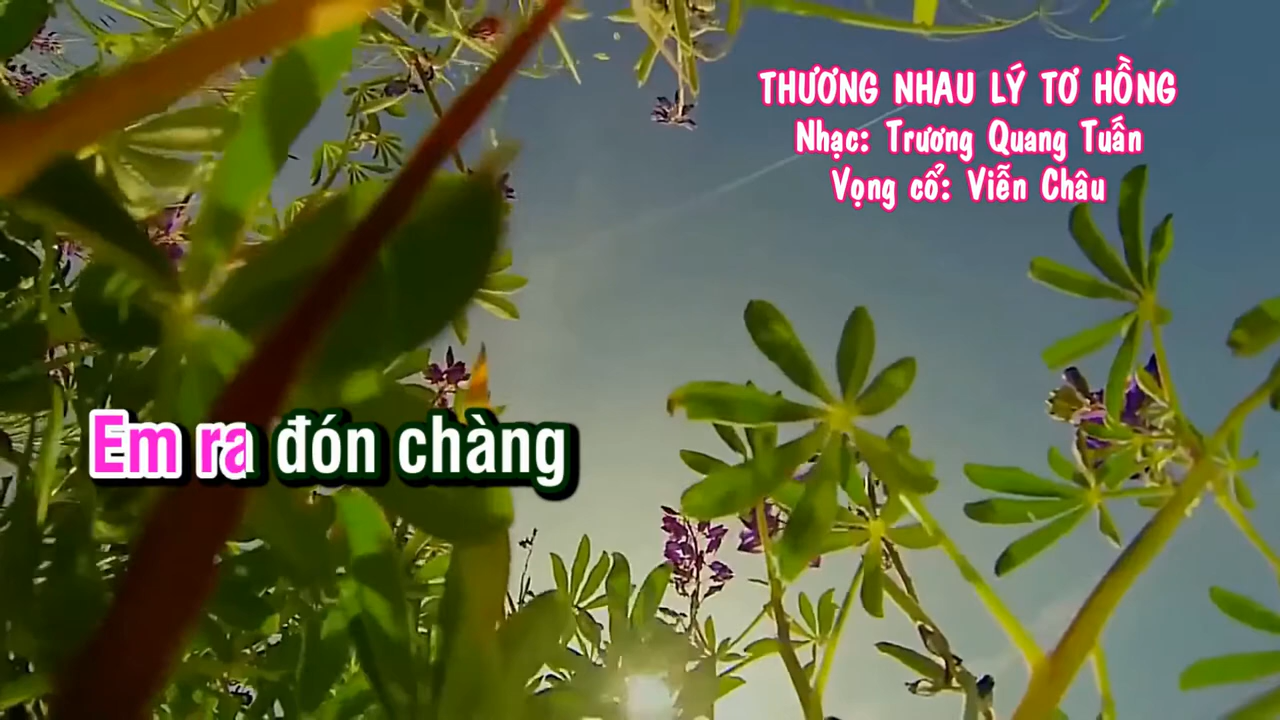 THƯƠNG NHAU LÝ TƠ HỒNG
Nhạc: Trương Quang Tuấn
Vọng cổ: Viễn Châu
Em ra đón chàng